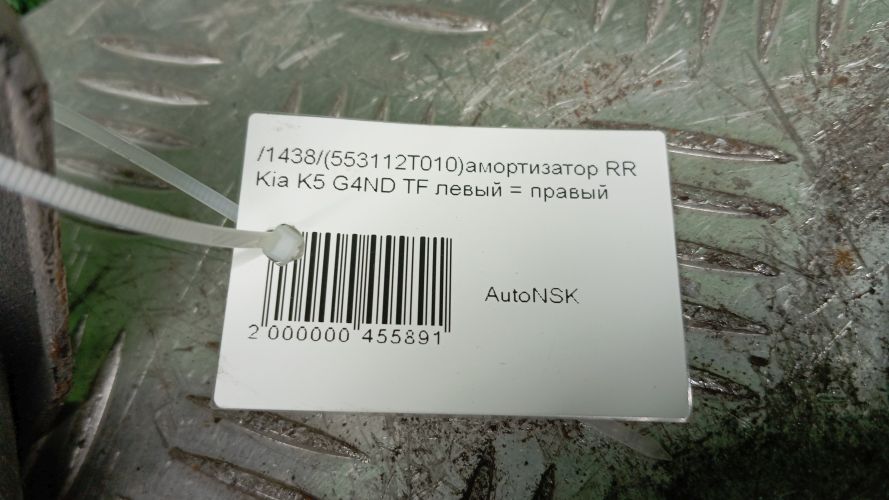 /1438/(553112T010)амортизатор RR
Kia K5 G4ND TF левый = правый
AutoNSK
2 000000 455891